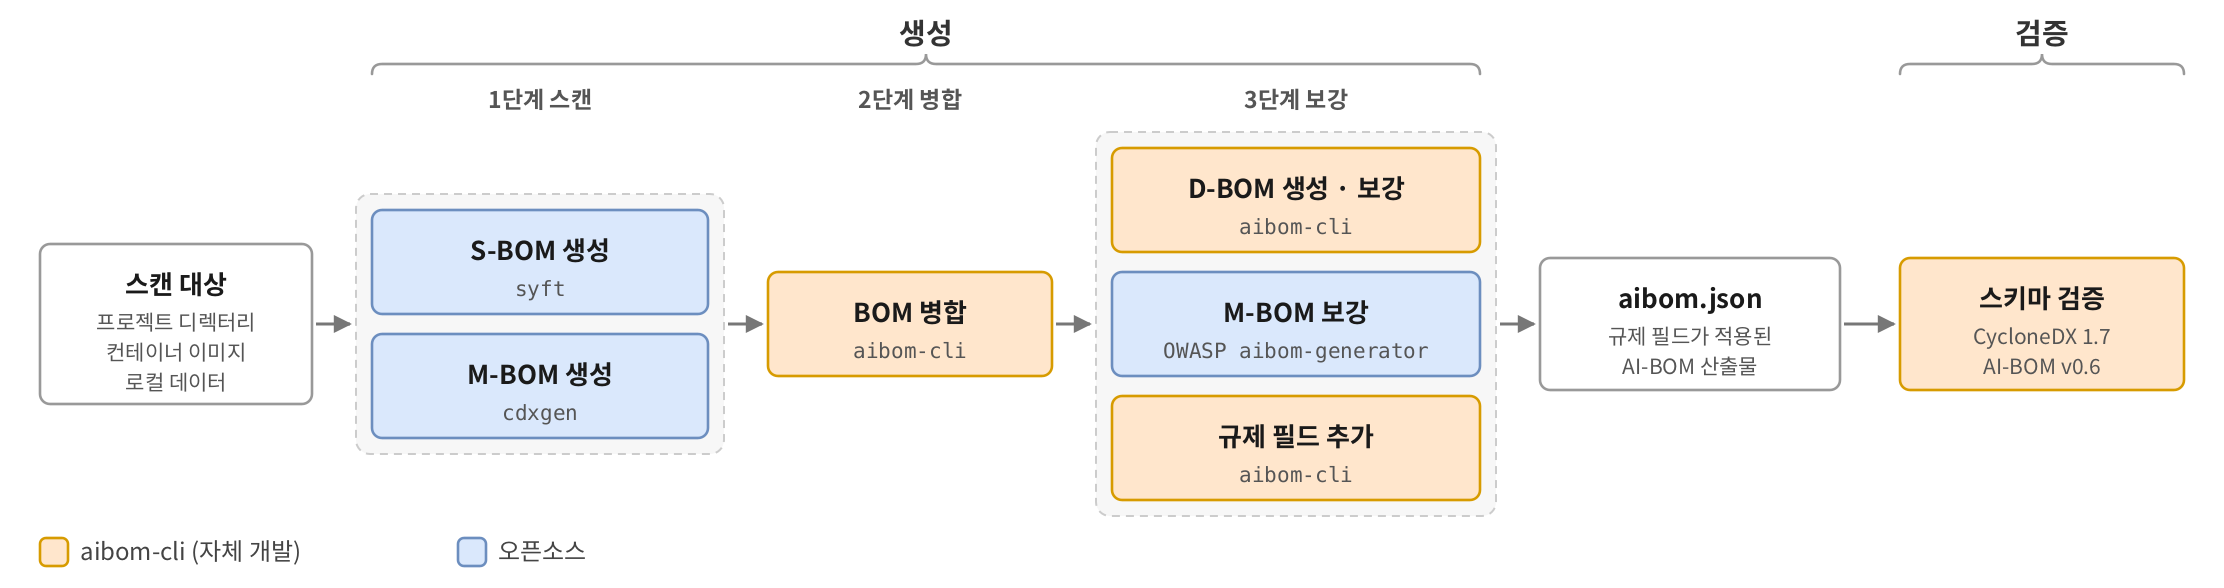 생성
검증
1단계 스캔
2단계 병합
3단계 보강
스캔 대상
프로젝트 디렉터리
컨테이너 이미지
로컬 데이터
S-BOM 생성
syft
M-BOM 생성
cdxgen
BOM 병합
aibom-cli
D-BOM 생성 · 보강
aibom-cli
M-BOM 보강
OWASP aibom-generator
규제 필드 추가
aibom-cli
aibom.json
규제 필드가 적용된
AI-BOM 산출물
스키마 검증
CycloneDX 1.7
AI-BOM v0.6
aibom-cli (자체 개발)
오픈소스